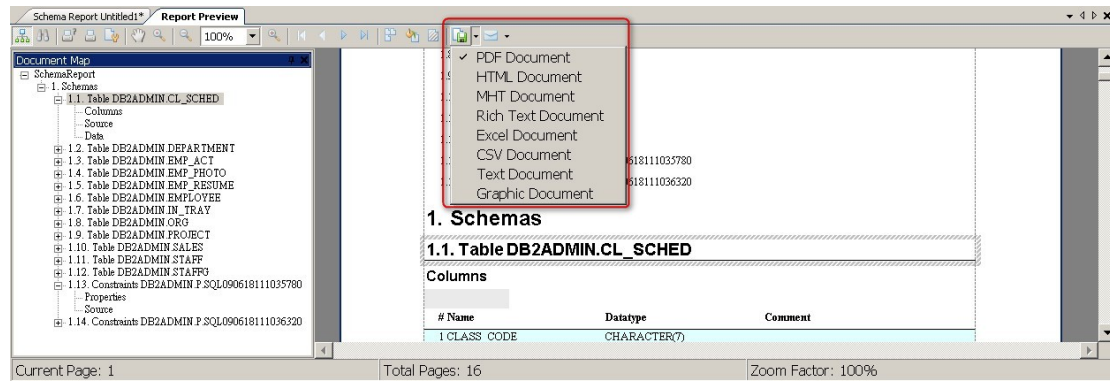 Schema Report Untitled1* Report Preview
100%
Document Map
SchemaReport
1. Schemas
1.1. Table DB2ADMIN.CL_SCHED
Columns
Source
Data
1.2. Table DB2ADMIN.DEPARTMENT
1.3. Table DB2ADMIN.EMP_ACT
1.4. Table DB2ADMIN.EMP_PHOTO
1.5. Table DB2ADMIN.EMP_RESUME
1.6. Table DB2ADMIN.EMPLOYEE
1.7. Table DB2ADMIN.IN_TRAY
1.8. Table DB2ADMIN.ORG
1.9. Table DB2ADMIN.PROJECT
1.10. Table DB2ADMIN.SALES
1.11. Table DB2ADMIN.STAFF
1.12. Table DB2ADMIN.STAFFG
1.13. Constraints DB2ADMIN.P.SQL090618111035780
Properties
Source
1.14. Constraints DB2ADMIN.P.SQL090618111036320
PDF Document
HTML Document
MHT Document
Rich Text Document
Excel Document
CSV Document
Text Document
Graphic Document
1. Schemas
1.1. Table DB2ADMIN.CL_SCHED
Columns
# Name Datatype Comment
1 CLASS_CODE CHARACTER(7)
Current Page: 1 Total Pages: 16 Zoom Factor: 100%